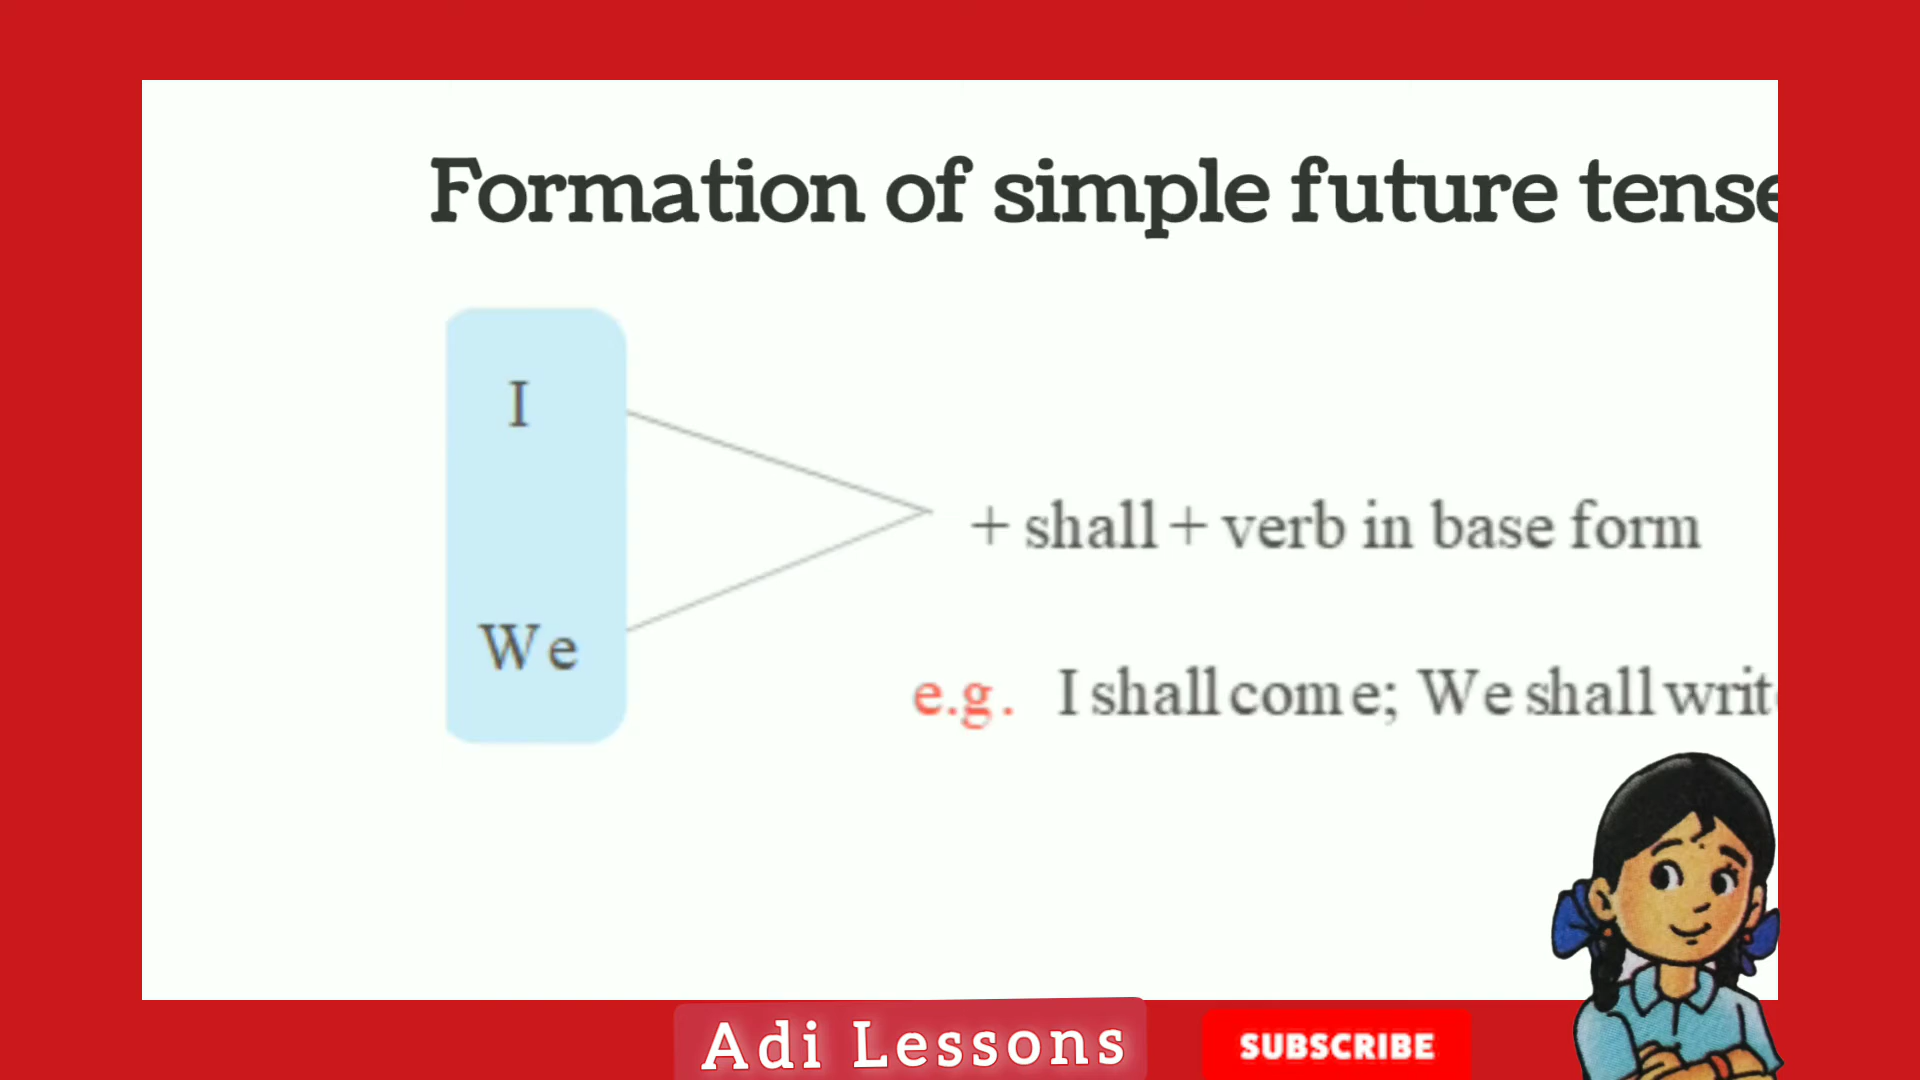 Formation of simple future tense
I
We
+ shall + verb in base form
e.g. I shall come; We shall writ
Adi Lessons
SUBSCRIBE